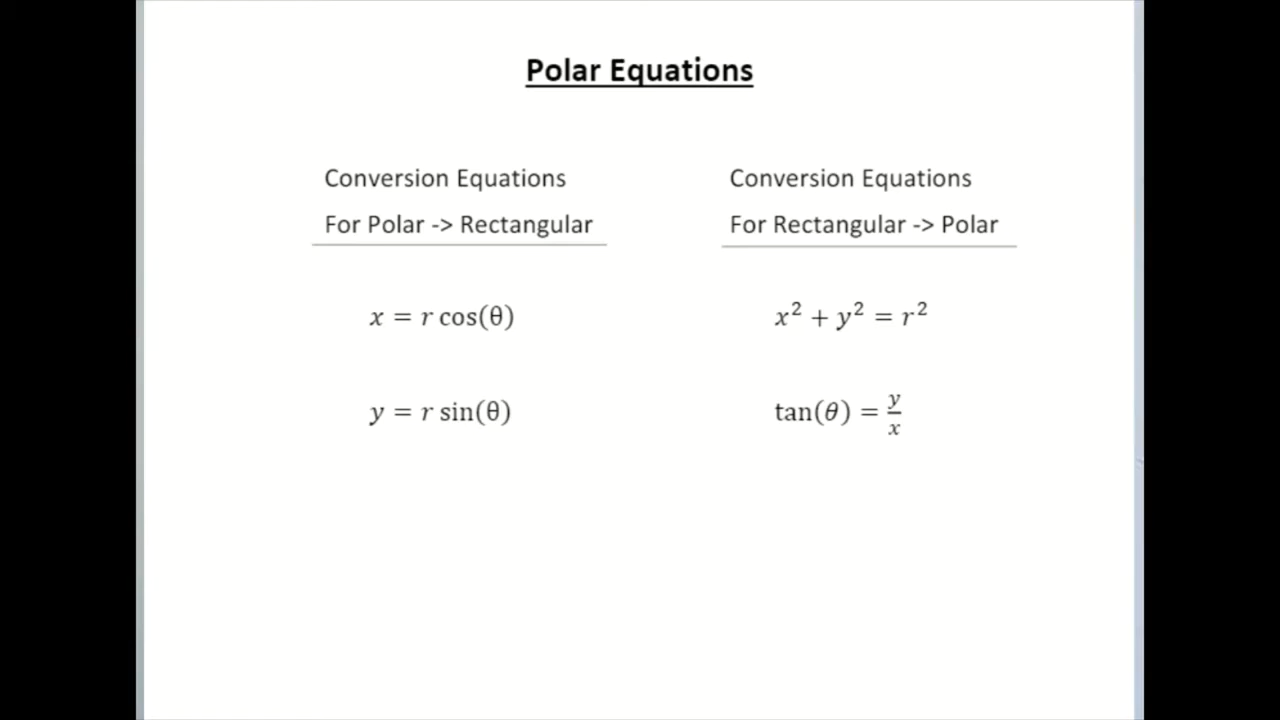 Polar Equations
Conversion Equations
For Polar -> Rectangular
x = r cos(θ)
y = r sin(θ)
Conversion Equations
For Rectangular -> Polar
x² + y² = r²
tan(θ) = y/x